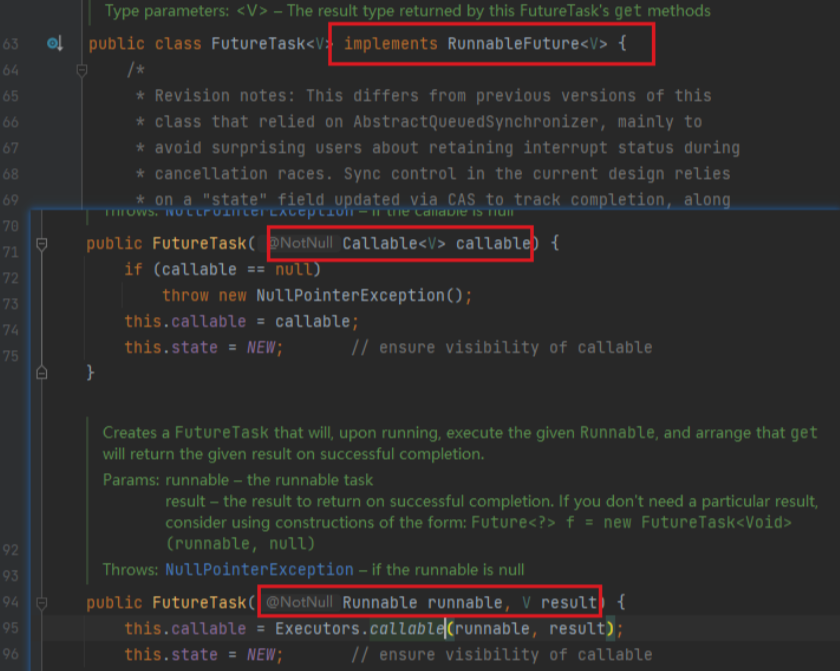 Type parameters: <V> – The result type returned by this FutureTask's get methods
63 public class FutureTask<V> implements RunnableFuture<V> {
64 /*
65 * Revision notes: This differs from previous versions of this
66 * class that relied on AbstractQueuedSynchronizer, mainly to
67 * avoid surprising users about retaining interrupt status during
68 * cancellation races. Sync control in the current design relies
69 * on a "state" field updated via CAS to track completion, along
70 Throws: NullPointerException – if the callable is null
71 public FutureTask( @NotNull Callable<V> callable) {
72 if (callable == null)
73 throw new NullPointerException();
74 this.callable = callable;
75 this.state = NEW; // ensure visibility of callable
}
Creates a FutureTask that will, upon running, execute the given Runnable, and arrange that get
will return the given result on successful completion.
Params: runnable – the runnable task
result – the result to return on successful completion. If you don't need a particular result,
consider using constructions of the form: Future<?> f = new FutureTask<Void>
92 (runnable, null)
93 Throws: NullPointerException – if the runnable is null
94 public FutureTask( @NotNull Runnable runnable, V result) {
95 this.callable = Executors.callable(runnable, result);
96 this.state = NEW; // ensure visibility of callable